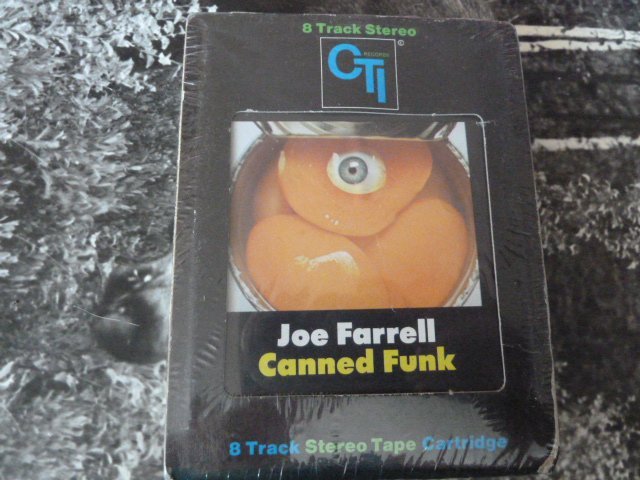 8 Track Stereo
RECORDS
CTI
©
Joe Farrell
Canned Funk
8 Track Stereo Tape Cartridge